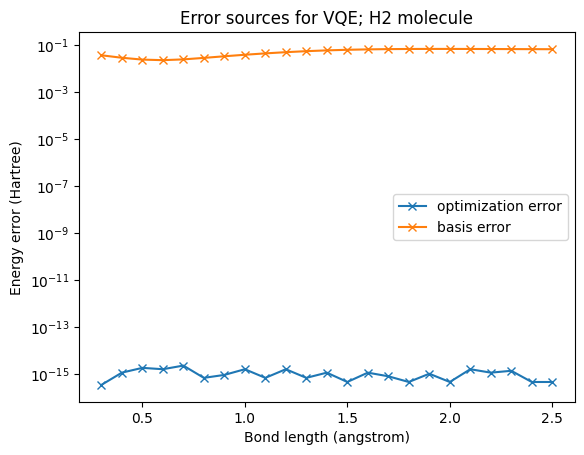 Error sources for VQE; H2 molecule
Energy error (Hartree)
10⁻¹
10⁻³
10⁻⁵
10⁻⁷
10⁻⁹
10⁻¹¹
10⁻¹³
10⁻¹⁵
optimization error
basis error
0.5 1.0 1.5 2.0 2.5
Bond length (angstrom)